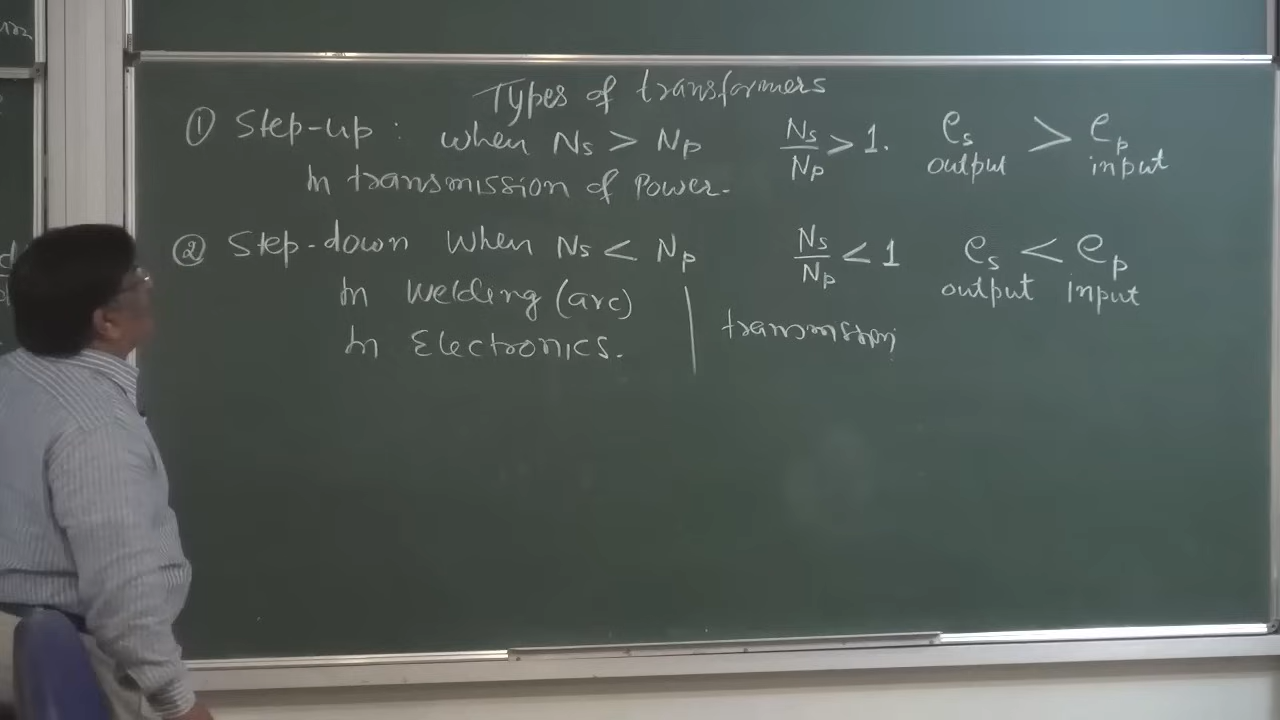 Types of transformers
① Step-up : when Ns > Np Ns/Np > 1. es > ep
output input
In transmission of Power.
② Step-down when Ns < Np Ns/Np < 1 es < ep
output input
In welding (arc)
In Electronics.